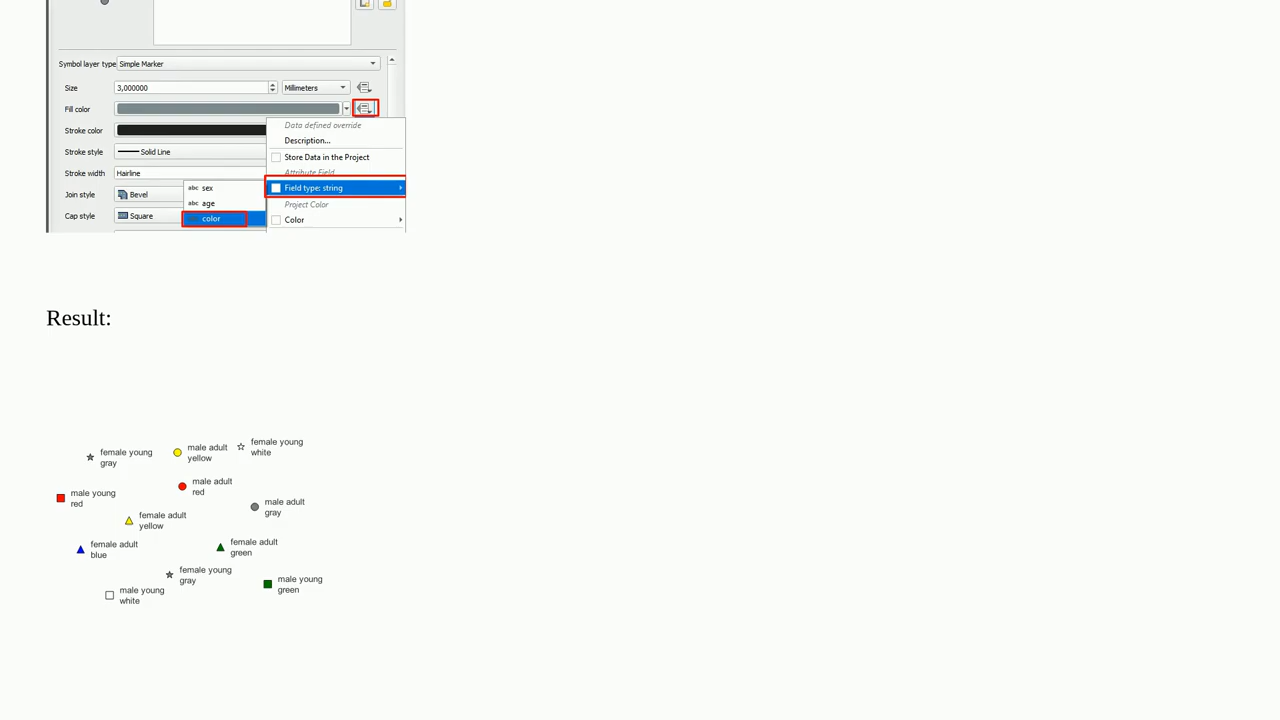 Symbol layer type Simple Marker
Size 3,000000 Millimeters
Fill color
Data defined override
Stroke color
Description...
Stroke style Solid Line
Store Data in the Project
Attribute Field
Stroke width Hairline
Field type: string
abc sex
Join style Bevel
abc age
Project Color
Cap style Square
color
Color
Result:
female young
gray
male adult
yellow
female young
white
male young
red
male adult
red
male adult
gray
female adult
yellow
female adult
blue
female adult
green
female young
gray
male young
green
male young
white